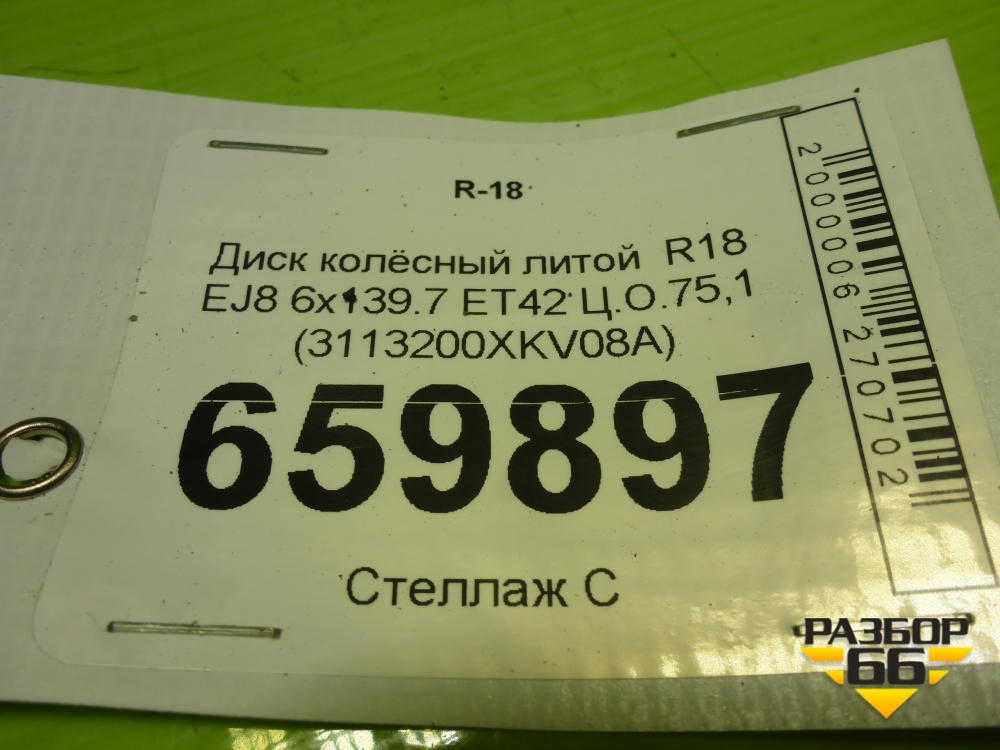 R-18
Диск колёсный литой R18
EJ8 6x139.7 ET42 Ц.О.75,1
(3113200XKV08A)
659897
Стеллаж С
2000006270702
РАЗБОР
66